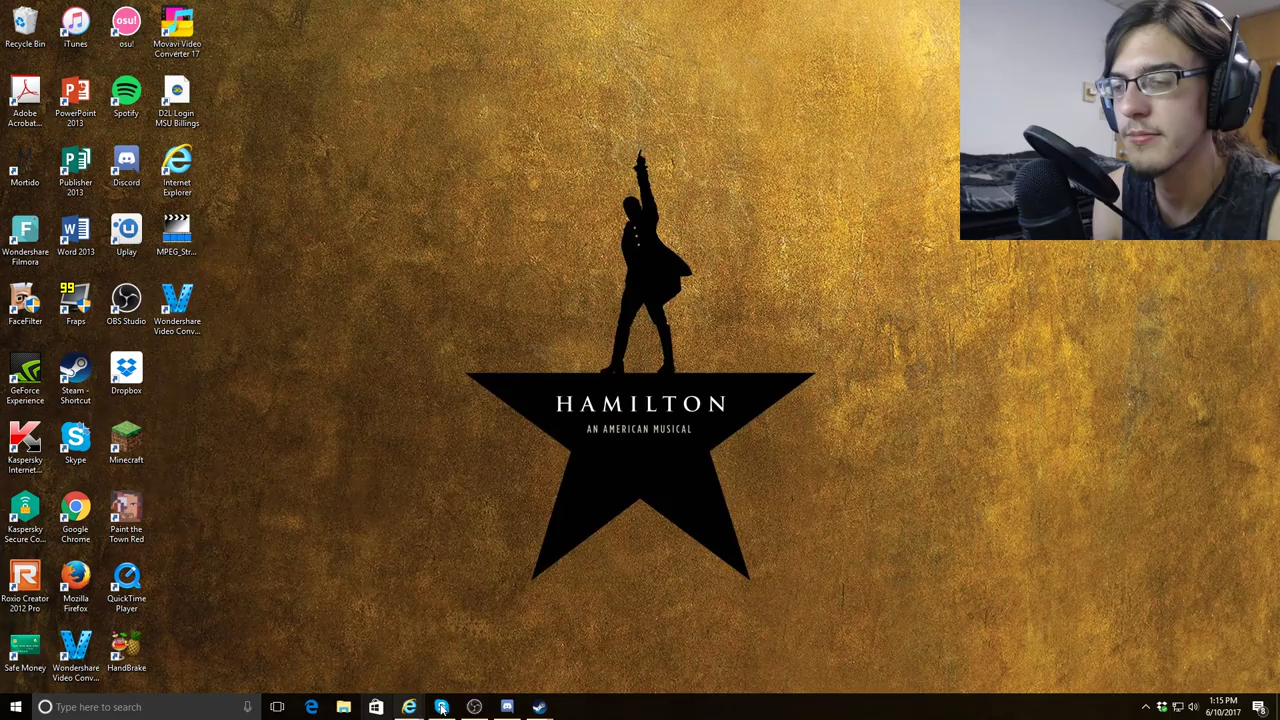 Recycle Bin
iTunes
osu!
osu!
Movavi Video
Converter 17
Adobe
Acrobat...
PowerPoint
2013
Spotify
D2L Login
MSU Billings
Mortido
Publisher
2013
Discord
Internet
Explorer
Wondershare
Filmora
Word 2013
Uplay
MPEG_Str...
99
FaceFilter
Fraps
OBS Studio
Wondershare
Video Conv...
GeForce
Experience
Steam -
Shortcut
Dropbox
Kaspersky
Internet...
Skype
Minecraft
Kaspersky
Secure Co...
Google
Chrome
Paint the
Town Red
Roxio Creator
2012 Pro
Mozilla
Firefox
QuickTime
Player
Safe Money
Wondershare
Video Conv...
HandBrake
HAMILTON
AN AMERICAN MUSICAL
Type here to search
1:15 PM
6/10/2017
8